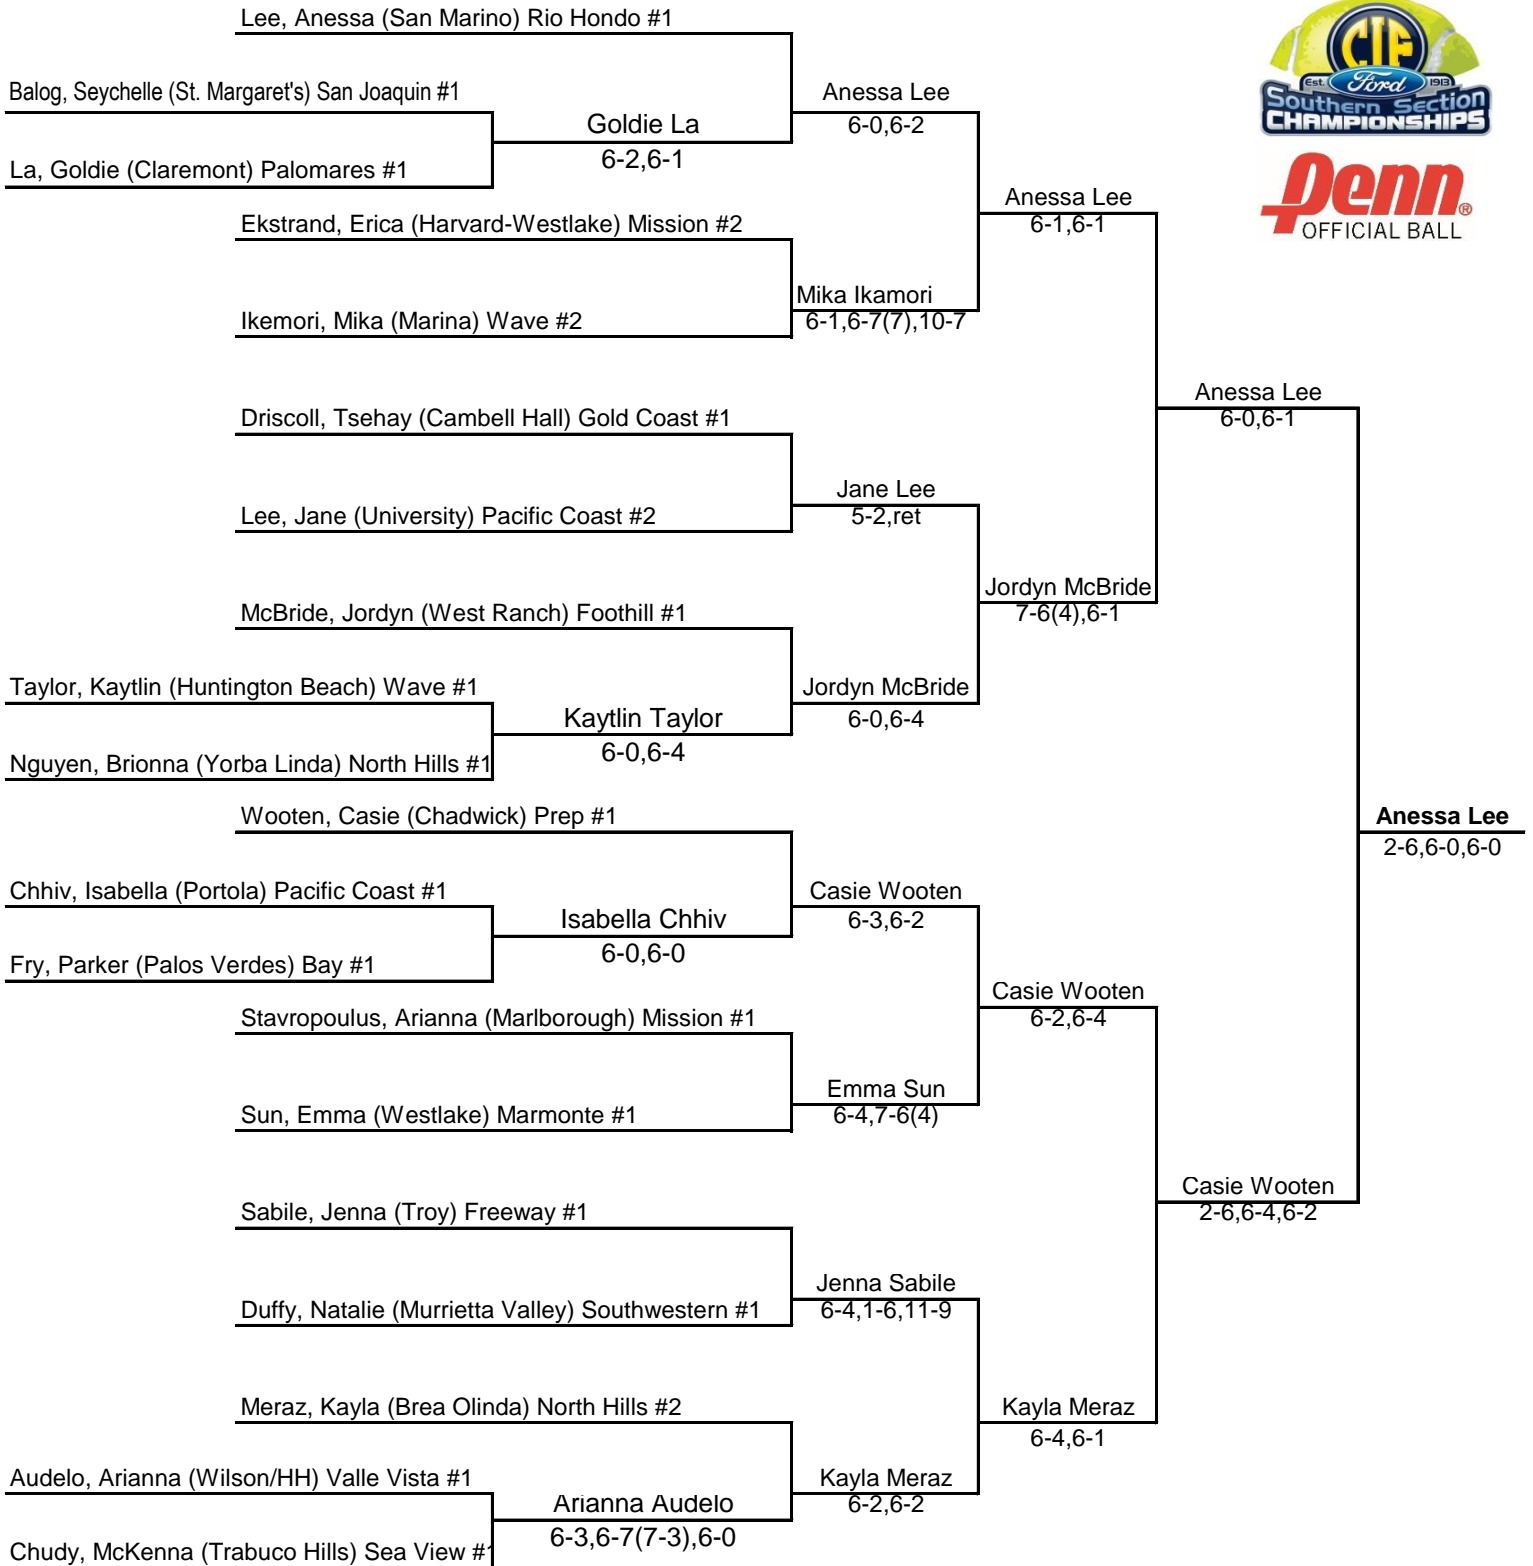 Lee, Anessa (San Marino) Rio Hondo #1
CIF
Est. Ford 1913
Southern Section
CHAMPIONSHIPS
Balog, Seychelle (St. Margaret's) San Joaquin #1
Anessa Lee
6-0,6-2
Goldie La
6-2,6-1
La, Goldie (Claremont) Palomares #1
Penn®
OFFICIAL BALL
Anessa Lee
6-1,6-1
Ekstrand, Erica (Harvard-Westlake) Mission #2
Mika Ikamori
6-1,6-7(7),10-7
Ikemori, Mika (Marina) Wave #2
Anessa Lee
6-0,6-1
Driscoll, Tsehay (Cambell Hall) Gold Coast #1
Jane Lee
5-2,ret
Lee, Jane (University) Pacific Coast #2
Jordyn McBride
7-6(4),6-1
McBride, Jordyn (West Ranch) Foothill #1
Taylor, Kaytlin (Huntington Beach) Wave #1
Jordyn McBride
6-0,6-4
Kaytlin Taylor
6-0,6-4
Nguyen, Brionna (Yorba Linda) North Hills #1
Wooten, Casie (Chadwick) Prep #1
Anessa Lee
2-6,6-0,6-0
Chhiv, Isabella (Portola) Pacific Coast #1
Casie Wooten
6-3,6-2
Isabella Chhiv
6-0,6-0
Fry, Parker (Palos Verdes) Bay #1
Casie Wooten
6-2,6-4
Stavropoulus, Arianna (Marlborough) Mission #1
Emma Sun
6-4,7-6(4)
Sun, Emma (Westlake) Marmonte #1
Casie Wooten
2-6,6-4,6-2
Sabile, Jenna (Troy) Freeway #1
Jenna Sabile
6-4,1-6,11-9
Duffy, Natalie (Murrietta Valley) Southwestern #1
Meraz, Kayla (Brea Olinda) North Hills #2
Kayla Meraz
6-4,6-1
Audelo, Arianna (Wilson/HH) Valle Vista #1
Kayla Meraz
6-2,6-2
Arianna Audelo
6-3,6-7(7-3),6-0
Chudy, McKenna (Trabuco Hills) Sea View #1